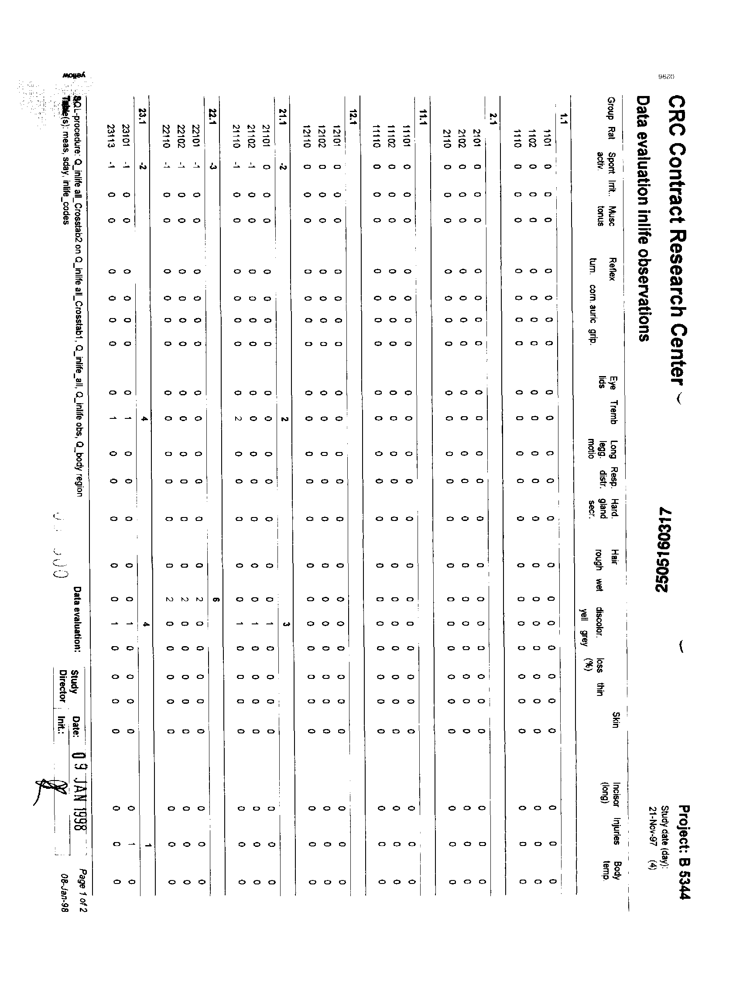 0296
CRC Contract Research Center
2505160317
Project: B 5344
Data evaluation inlife observations
Study date (day):
21-Nov-97 (4)
Group Rat Spont Irrit. Musc Reflex Eye Tremb Long Resp. Hard Hair Skin Incisor Injuries Body
activ. tonus turn. corn auric grip. lids legg. distr. gland rough wet discolor. loss thin (long) temp
motio secr. yell grey (%)
1.1
1101 0 0 0 0 0 0 0 0 0 0 0 0 0 0 0 0 0 0 0 0 0 0
1102 0 0 0 0 0 0 0 0 0 0 0 0 0 0 0 0 0 0 0 0 0 0
1110 0 0 0 0 0 0 0 0 0 0 0 0 0 0 0 0 0 0 0 0 0 0
2.1
2101 0 0 0 0 0 0 0 0 0 0 0 0 0 0 0 0 0 0 0 0 0 0
2102 0 0 0 0 0 0 0 0 0 0 0 0 0 0 0 0 0 0 0 0 0 0
2110 0 0 0 0 0 0 0 0 0 0 0 0 0 0 0 0 0 0 0 0 0 0
11.1
11101 0 0 0 0 0 0 0 0 0 0 0 0 0 0 0 0 0 0 0 0 0 0
11102 0 0 0 0 0 0 0 0 0 0 0 0 0 0 0 0 0 0 0 0 0 0
11110 0 0 0 0 0 0 0 0 0 0 0 0 0 0 0 0 0 0 0 0 0 0
12.1
12101 0 0 0 0 0 0 0 0 0 0 0 0 0 0 0 0 0 0 0 0 0 0
12102 0 0 0 0 0 0 0 0 0 0 0 0 0 0 0 0 0 0 0 0 0 0
12110 0 0 0 0 0 0 0 0 0 0 0 0 0 0 0 0 0 0 0 0 0 0
21.1 -2 2 3
21101 0 0 0 0 0 0 0 0 0 0 0 0 0 0 1 0 0 0 0 0 0 0
21102 -1 0 0 0 0 0 0 0 0 0 0 0 0 0 1 0 0 0 0 0 0 0
21110 -1 0 0 0 0 0 0 0 2 0 0 0 0 0 1 0 0 0 0 0 0 0
22.1 -3 6
22101 -1 0 0 0 0 0 0 0 0 0 0 0 0 2 0 0 0 0 0 0 0 0
22102 -1 0 0 0 0 0 0 0 0 0 0 0 0 2 0 0 0 0 0 0 0 0
22110 -1 0 0 0 0 0 0 0 0 0 0 0 0 2 0 0 0 0 0 0 0 0
23.1 -2 4 4 1
23101 -1 0 0 0 0 0 0 0 1 0 0 0 0 0 1 0 0 0 0 0 1 0
23113 -1 0 0 0 0 0 0 0 1 0 0 0 0 0 1 0 0 0 0 0 0 0
SQL-procedure: Q_inlife all_Crosstab2 on Q_inlife all_Crosstab1, Q_inlife_all, Q_inlife obs, Q_body region
Table(s): meas, sday, inlife_codes
Data evaluation: Study Director Date: 09 JAN 1998
Init.:
Page 1 of 2
08-Jan-98
yellow